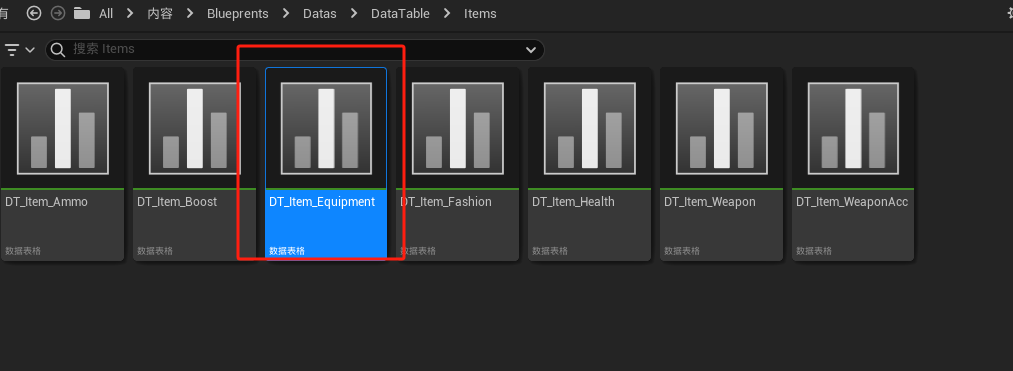 有 All 内容 Blueprents Datas DataTable Items
搜索 Items
DT_Item_Ammo
数据表格
DT_Item_Boost
数据表格
DT_Item_Equipment
数据表格
DT_Item_Fashion
数据表格
DT_Item_Health
数据表格
DT_Item_Weapon
数据表格
DT_Item_WeaponAcc
数据表格